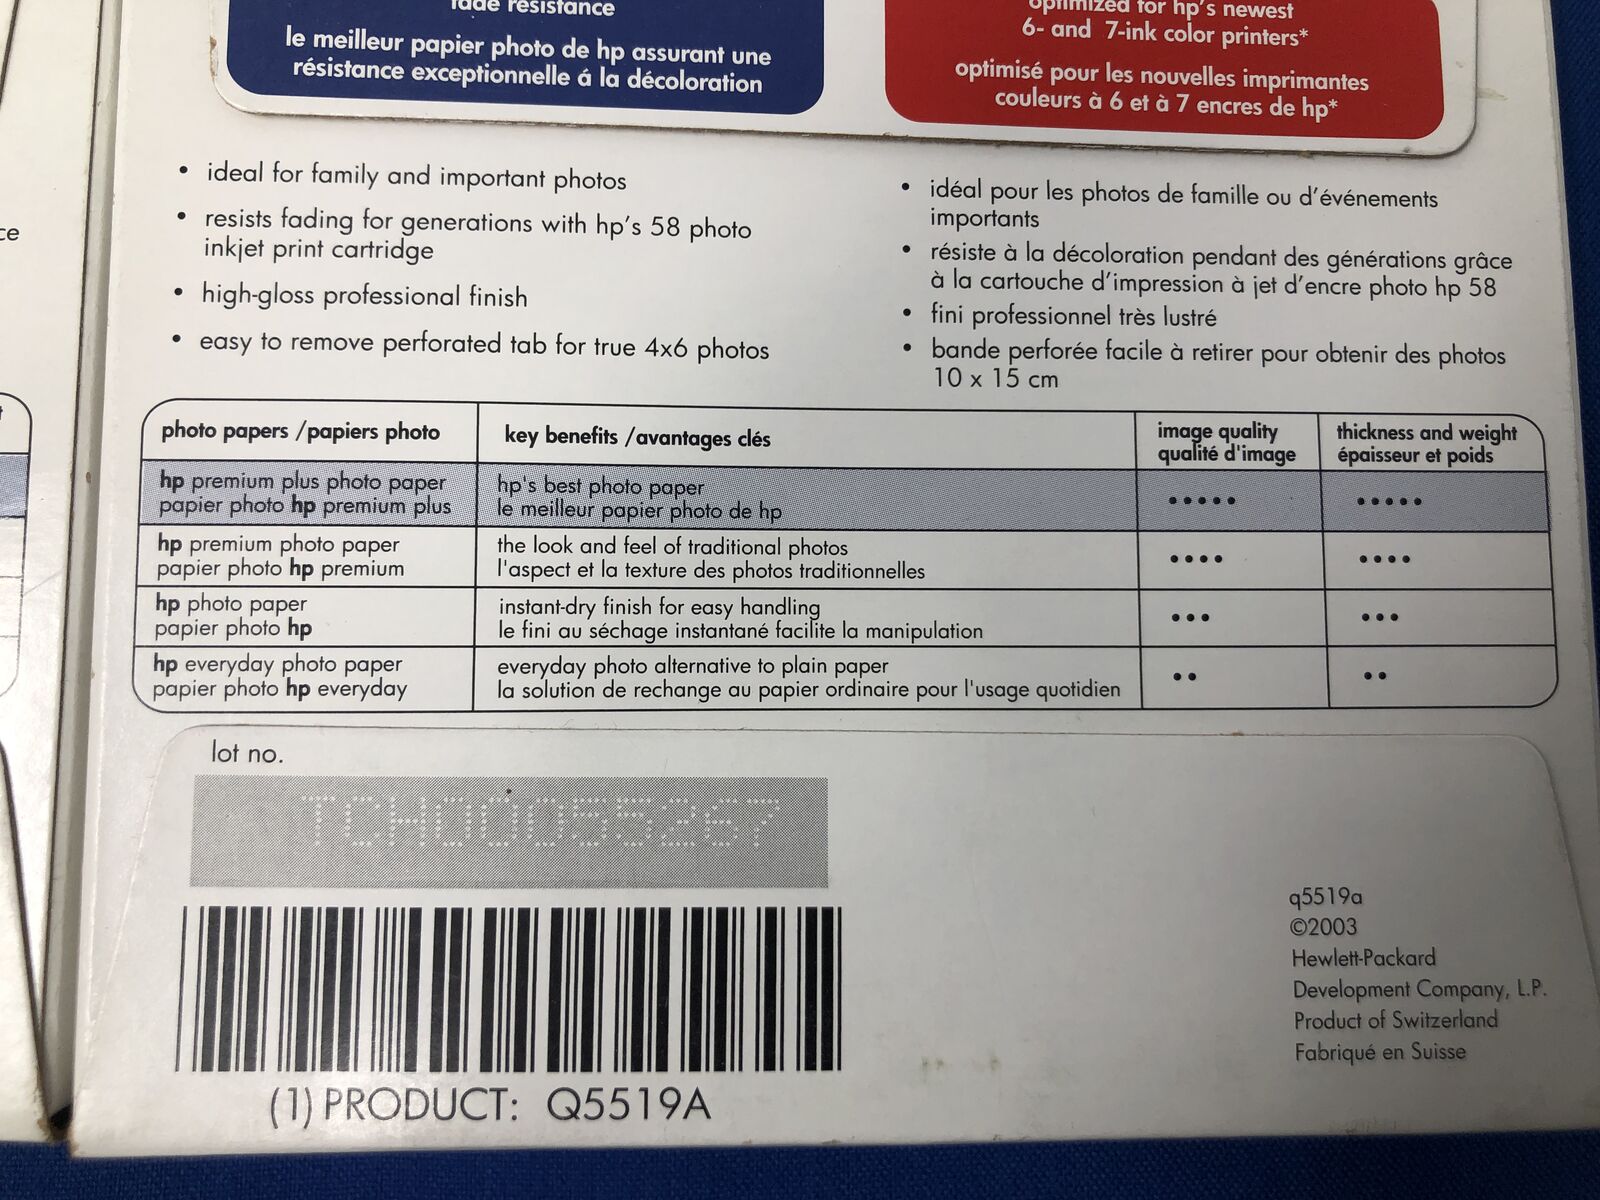 fade resistance
le meilleur papier photo de hp assurant une
résistance exceptionnelle á la décoloration
optimized for hp's newest
6- and 7-ink color printers*
optimisé pour les nouvelles imprimantes
couleurs à 6 et à 7 encres de hp*
• ideal for family and important photos
• resists fading for generations with hp's 58 photo
inkjet print cartridge
• high-gloss professional finish
• easy to remove perforated tab for true 4x6 photos
• idéal pour les photos de famille ou d'événements
importants
• résiste à la décoloration pendant des générations grâce
à la cartouche d'impression à jet d'encre photo hp 58
• fini professionnel très lustré
• bande perforée facile à retirer pour obtenir des photos
10 x 15 cm
photo papers /papiers photo
key benefits /avantages clés
image quality
qualité d'image
thickness and weight
épaisseur et poids
hp premium plus photo paper
papier photo hp premium plus
hp's best photo paper
le meilleur papier photo de hp
•••••
•••••
hp premium photo paper
papier photo hp premium
the look and feel of traditional photos
l'aspect et la texture des photos traditionnelles
••••
••••
hp photo paper
papier photo hp
instant-dry finish for easy handling
le fini au séchage instantané facilite la manipulation
•••
•••
hp everyday photo paper
papier photo hp everyday
everyday photo alternative to plain paper
la solution de rechange au papier ordinaire pour l'usage quotidien
••
••
lot no.
TCH00055267
(1) PRODUCT: Q5519A
q5519a
©2003
Hewlett-Packard
Development Company, L.P.
Product of Switzerland
Fabriqué en Suisse